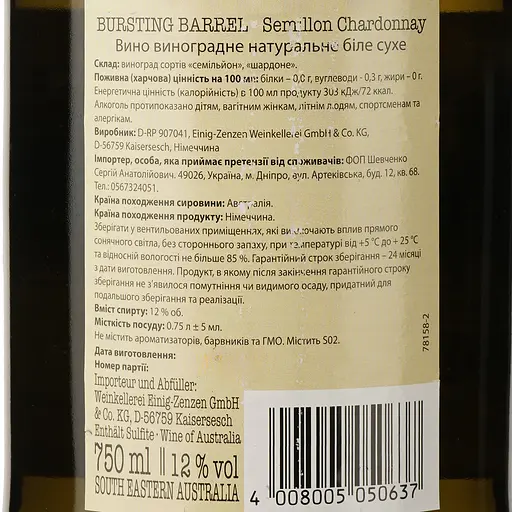 BURSTING BARREL Semillon Chardonnay
Вино виноградне натуральне біле сухе
Склад: виноград сортів «семільйон», «шардоне».
Поживна (харчова) цінність на 100 мл: білки – 0,0 г, вуглеводи - 0,3 г, жири – 0 г.
Енергетична цінність (калорійність) в 100 мл продукту 303 кДж/72 ккал.
Алкоголь протипоказано дітям, вагітним жінкам, літнім людям, спортсменам та
алергікам.
Виробник: D-RP 907041, Einig-Zenzen Weinkellerei GmbH & Co. KG,
D-56759 Kaisersesch, Німеччина
Імпортер, особа, яка приймає претензії від споживачів: ФОП Шевченко
Сергій Анатолійович. 49026, Україна, м. Дніпро, вул. Артеківська, буд. 12, кв. 68.
Тел.: 0567324051.
Країна походження сировини: Австралія.
Країна походження продукту: Німеччина.
Зберігати у вентильованих приміщеннях, які виключають вплив прямого
сонячного світла, без стороннього запаху, при температурі від +5 °С до + 25 °С
та відносній вологості не більше 85 %. Гарантійний строк зберігання – 24 місяці
з дати виготовлення. Продукт, в якому після закінчення гарантійного строку
зберігання не з'явилося помутніння чи видимого осаду, придатний для
подальшого зберігання та реалізації.
Вміст спирту: 12 % об.
Місткість посуду: 0.75 л ± 5 мл.
Не містить ароматизаторів, барвників та ГМО. Містить S02.
Дата виготовлення:
Номер партії:
Importeur und Abfüller:
Weinkellerei Einig-Zenzen GmbH
& Co. KG, D-56759 Kaisersesch
Enthält Sulfite · Wine of Australia
750 ml || 12 % vol
SOUTH EASTERN AUSTRALIA
78158-2
4 008005 050637